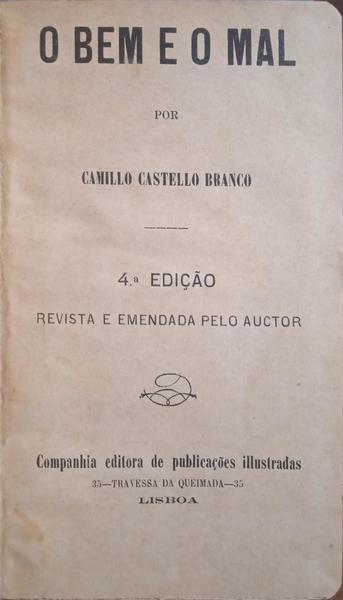 O BEM E O MAL
POR
CAMILLO CASTELLO BRANCO
4.ª EDIÇÃO
REVISTA E EMENDADA PELO AUCTOR
Companhia editora de publicações illustradas
35—TRAVESSA DA QUEIMADA—35
LISBOA